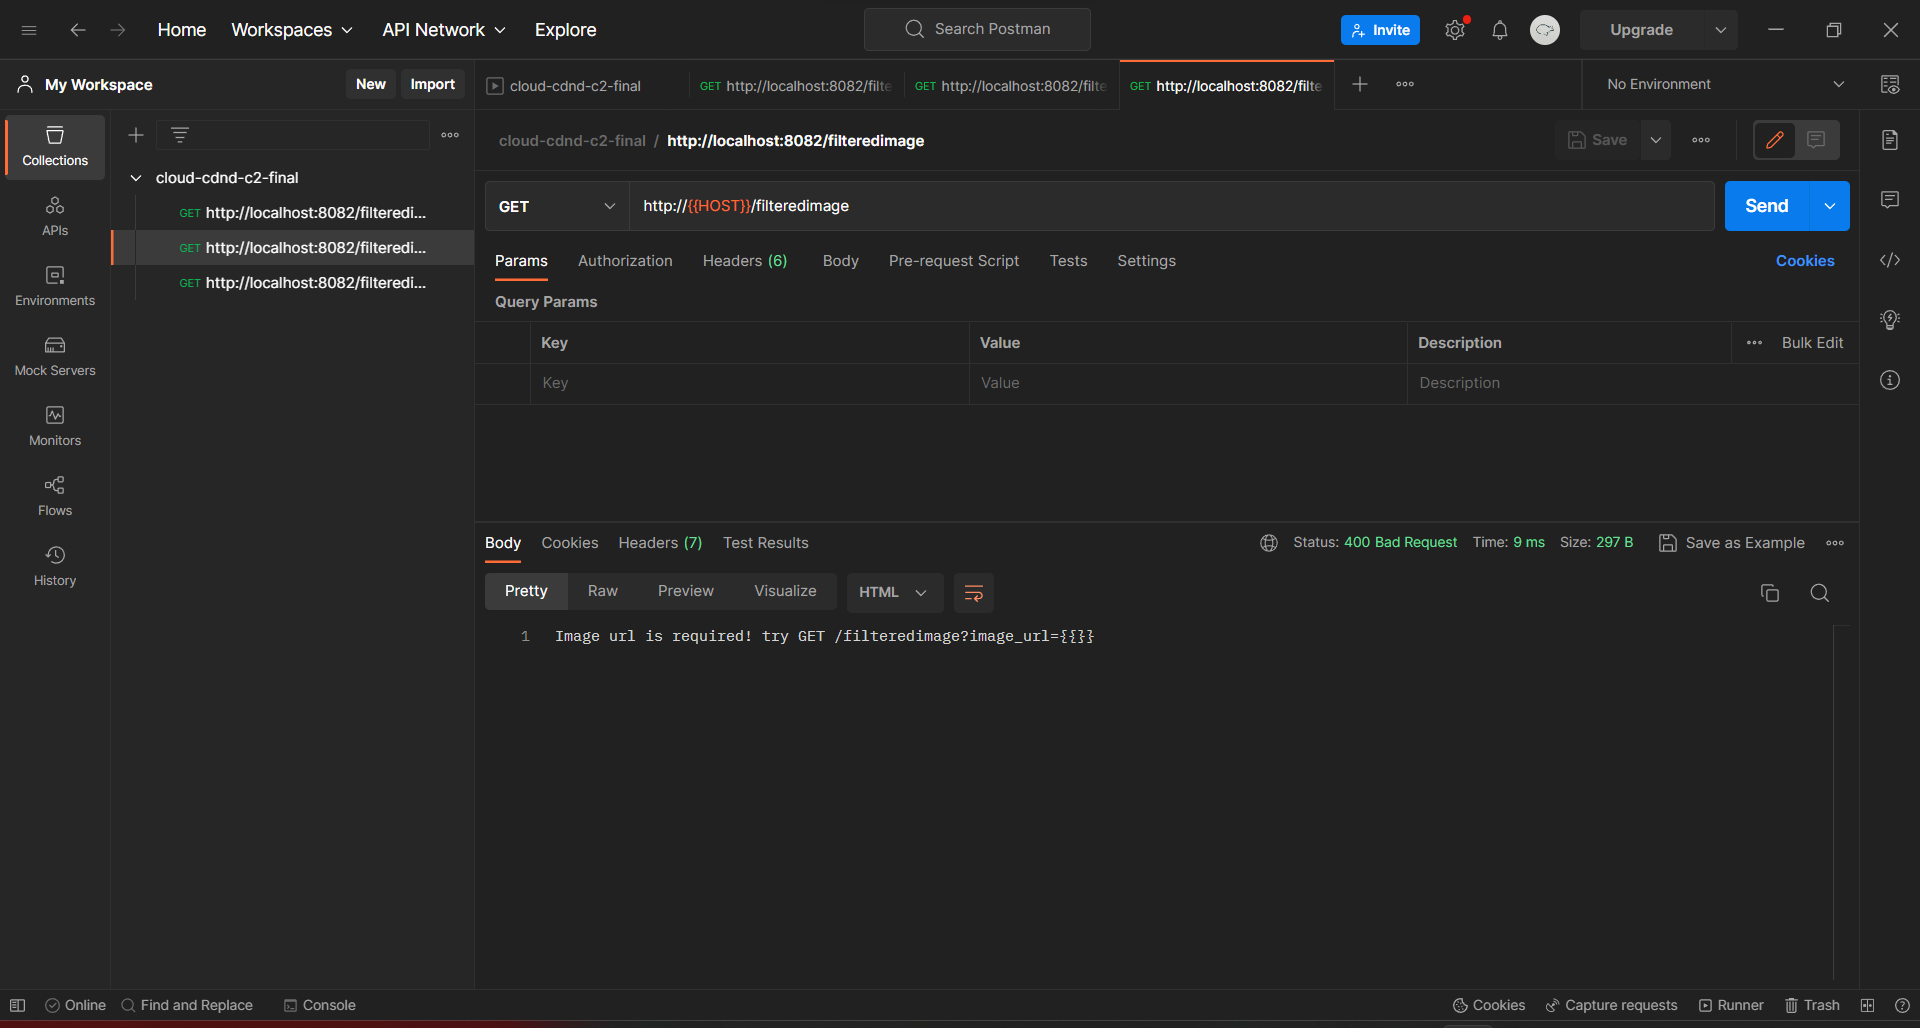 Home Workspaces API Network Explore Search Postman Invite Upgrade
My Workspace New Import cloud-cdnd-c2-final GET http://localhost:8082/filte GET http://localhost:8082/filte GET http://localhost:8082/filte No Environment
Collections
APIs
Environments
Mock Servers
Monitors
Flows
History
cloud-cdnd-c2-final
GET http://localhost:8082/filteredi...
GET http://localhost:8082/filteredi...
GET http://localhost:8082/filteredi...
cloud-cdnd-c2-final / http://localhost:8082/filteredimage Save
GET http://{{HOST}}/filteredimage Send
Params Authorization Headers (6) Body Pre-request Script Tests Settings Cookies
Query Params
Key Value Description Bulk Edit
Key Value Description
Body Cookies Headers (7) Test Results Status: 400 Bad Request Time: 9 ms Size: 297 B Save as Example
Pretty Raw Preview Visualize HTML
1 Image url is required! try GET /filteredimage?image_url={{}}
Online Find and Replace Console Cookies Capture requests Runner Trash